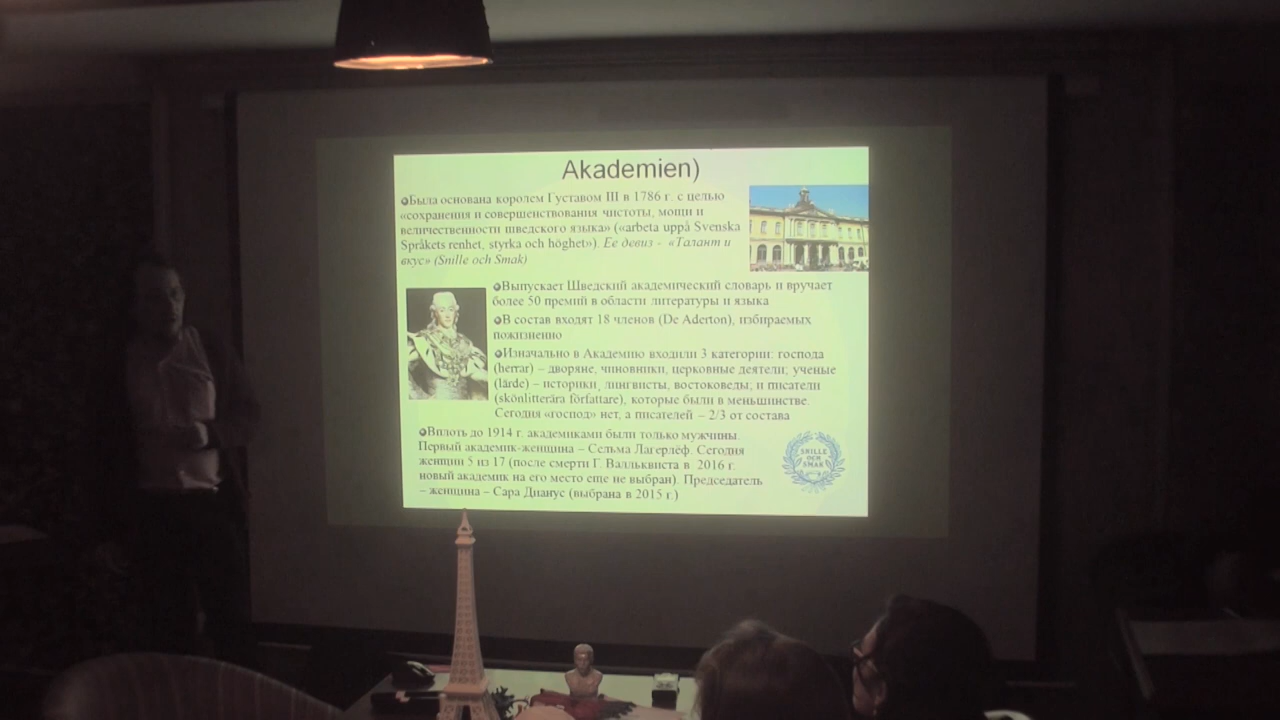 Akademien)
Была основана королем Густавом III в 1786 г. с целью
«сохранения и совершенствования чистоты, мощи и
величественности шведского языка» («arbeta uppå Svenska
Språkets renhet, styrka och höghet»). Ее девиз - «Талант и
вкус» (Snille och Smak)
Выпускает Шведский академический словарь и вручает
более 50 премий в области литературы и языка
В состав входят 18 членов (De Aderton), избираемых
пожизненно
Изначально в Академию входили 3 категории: господа
(herrar) – дворяне, чиновники, церковные деятели; ученые
(lärde) – историки, лингвисты, востоковеды; и писатели
(skönlitterära författare), которые были в меньшинстве.
Сегодня «господ» нет, а писателей – 2/3 от состава
Вплоть до 1914 г. академиками были только мужчины.
Первый академик-женщина – Сельма Лагерлёф. Сегодня
женщин 5 из 17 (после смерти Г. Валльквиста в 2016 г.
новый академик на его место еще не выбран). Председатель
– женщина – Сара Даниус (выбрана в 2015 г.)
SNILLE
OCH
SMAK